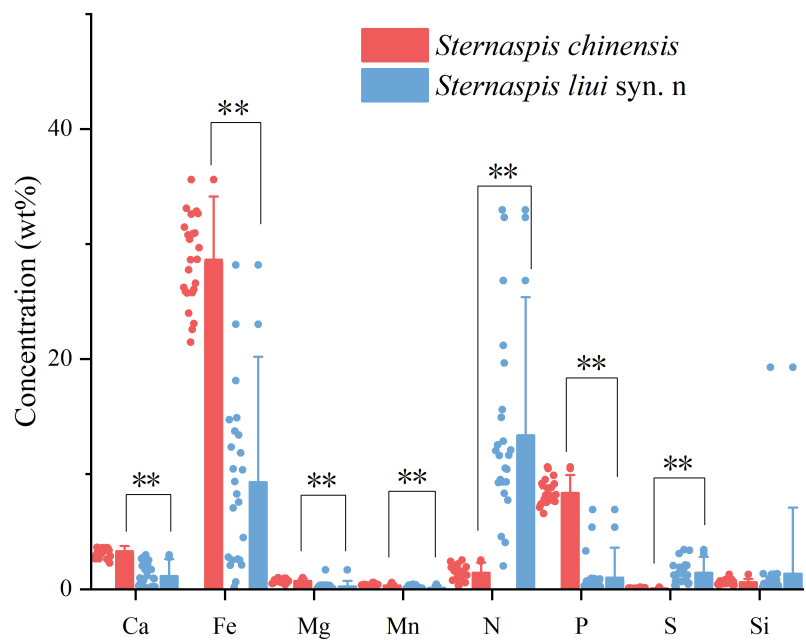 Sternaspis chinensis
Sternaspis liui syn. n
**
40
**
Concentration (wt%)
20
**
**
**
**
**
0
Ca Fe Mg Mn N P S Si